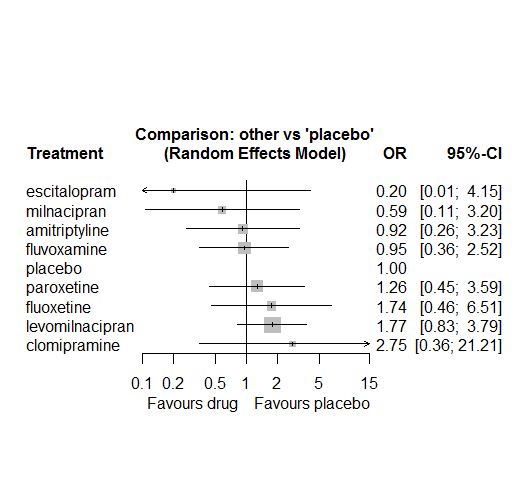 Comparison: other vs 'placebo'
Treatment (Random Effects Model) OR 95%-CI
escitalopram 0.20 [0.01; 4.15]
milnacipran 0.59 [0.11; 3.20]
amitriptyline 0.92 [0.26; 3.23]
fluvoxamine 0.95 [0.36; 2.52]
placebo 1.00
paroxetine 1.26 [0.45; 3.59]
fluoxetine 1.74 [0.46; 6.51]
levomilnacipran 1.77 [0.83; 3.79]
clomipramine 2.75 [0.36; 21.21]
0.1 0.2 0.5 1 2 5 15
Favours drug Favours placebo